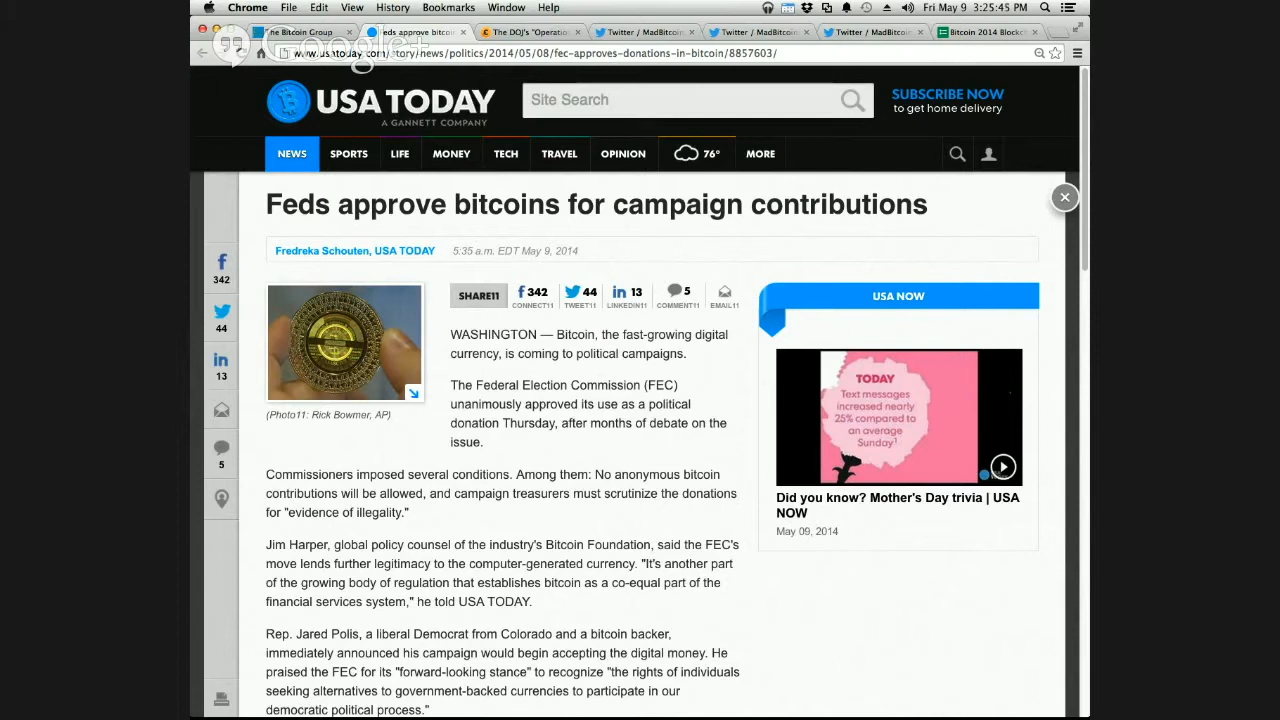 Chrome File Edit View History Bookmarks Window Help Fri May 9 3:25:45 PM
The Bitcoin Group Feds approve bitcoins The DOJ's "Operation Twitter / MadBitcoin Twitter / MadBitcoin Twitter / MadBitcoin Bitcoin 2014 Block
Google+
www.usatoday.com/story/news/politics/2014/05/08/fec-approves-donations-in-bitcoin/8857603/
USA TODAY
A GANNETT COMPANY
Site Search
SUBSCRIBE NOW
to get home delivery
NEWS SPORTS LIFE MONEY TECH TRAVEL OPINION 76° MORE
Feds approve bitcoins for campaign contributions
Fredreka Schouten, USA TODAY 5:35 a.m. EDT May 9, 2014
342
44
13
5
SHARE11
342 CONNECT11
44 TWEET11
13 LINKEDIN11
5 COMMENT11
EMAIL11
(Photo11: Rick Bowmer, AP)
WASHINGTON — Bitcoin, the fast-growing digital
currency, is coming to political campaigns.
The Federal Election Commission (FEC)
unanimously approved its use as a political
donation Thursday, after months of debate on the
issue.
Commissioners imposed several conditions. Among them: No anonymous bitcoin
contributions will be allowed, and campaign treasurers must scrutinize the donations
for "evidence of illegality."
Jim Harper, global policy counsel of the industry's Bitcoin Foundation, said the FEC's
move lends further legitimacy to the computer-generated currency. "It's another part
of the growing body of regulation that establishes bitcoin as a co-equal part of the
financial services system," he told USA TODAY.
Rep. Jared Polis, a liberal Democrat from Colorado and a bitcoin backer,
immediately announced his campaign would begin accepting the digital money. He
praised the FEC for its "forward-looking stance" to recognize "the rights of individuals
seeking alternatives to government-backed currencies to participate in our
democratic political process."
USA NOW
TODAY
Text messages
increased nearly
25% compared to
an average
Sunday¹
Did you know? Mother's Day trivia | USA
NOW
May 09, 2014